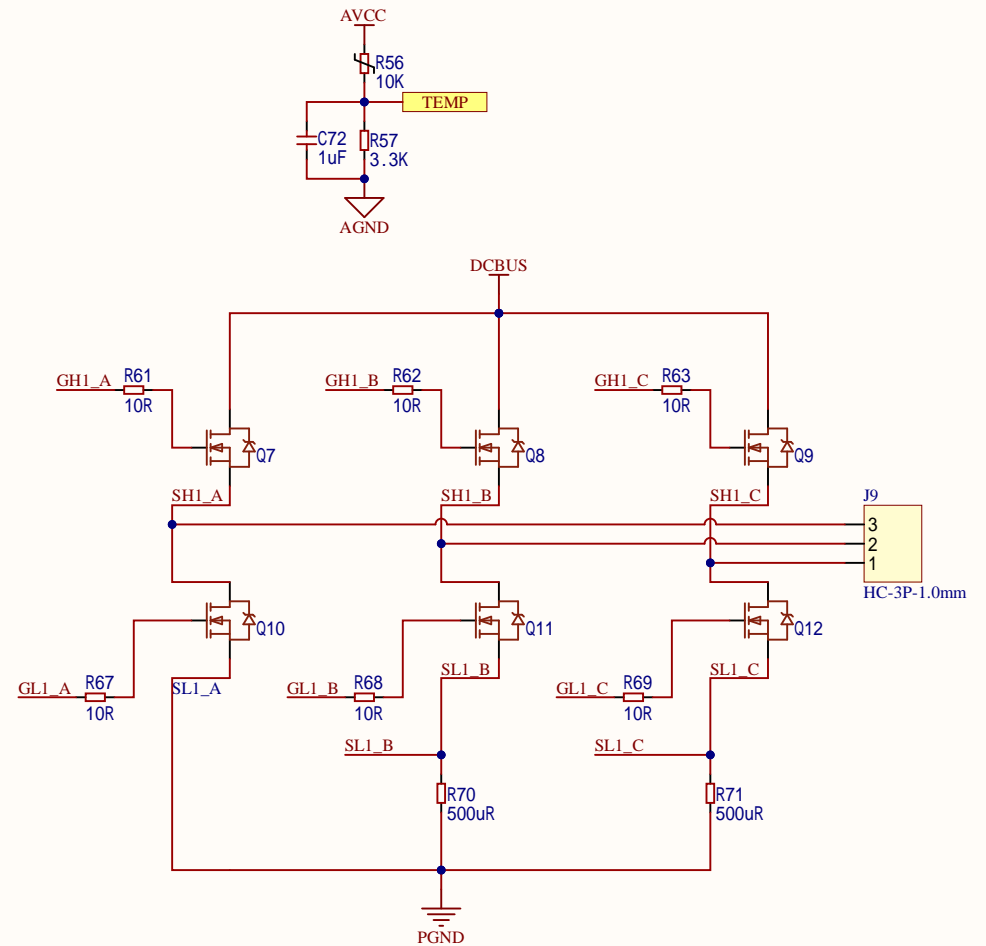 AVCC
R56
10K
TEMP
C72
1uF
R57
3.3K
AGND
DCBUS
GH1_A
R61
10R
GH1_B
R62
10R
GH1_C
R63
10R
Q7
Q8
Q9
SH1_A
SH1_B
SH1_C
J9
3
2
1
HC-3P-1.0mm
Q10
Q11
Q12
GL1_A
R67
10R
SL1_A
GL1_B
R68
10R
SL1_B
GL1_C
R69
10R
SL1_C
SL1_B
SL1_C
R70
500uR
R71
500uR
PGND